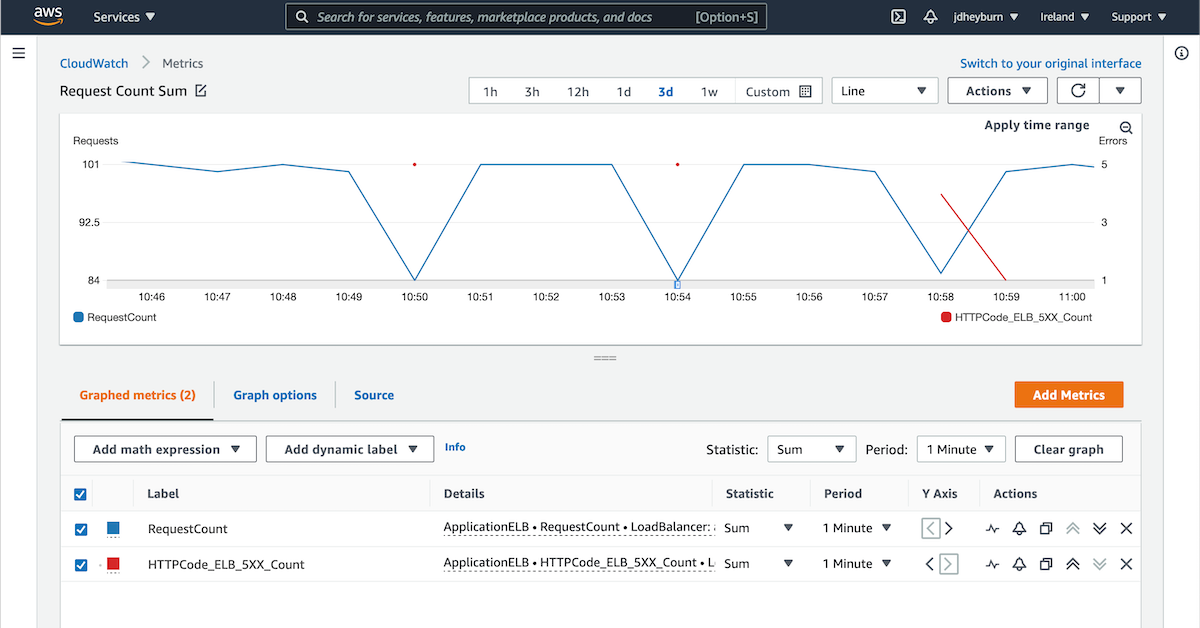 aws Services Search for services, features, marketplace products, and docs [Option+S] jdheyburn Ireland Support
CloudWatch Metrics Switch to your original interface
Request Count Sum 1h 3h 12h 1d 3d 1w Custom Line Actions
Apply time range
Requests Errors
101 5
92.5 3
84 1
10:46 10:47 10:48 10:49 10:50 10:51 10:52 10:53 10:54 10:55 10:56 10:57 10:58 10:59 11:00
RequestCount HTTPCode_ELB_5XX_Count
Graphed metrics (2) Graph options Source Add Metrics
Add math expression Add dynamic label Info Statistic: Sum Period: 1 Minute Clear graph
Label Details Statistic Period Y Axis Actions
RequestCount ApplicationELB • RequestCount • LoadBalancer: Sum 1 Minute
HTTPCode_ELB_5XX_Count ApplicationELB • HTTPCode_ELB_5XX_Count • L Sum 1 Minute